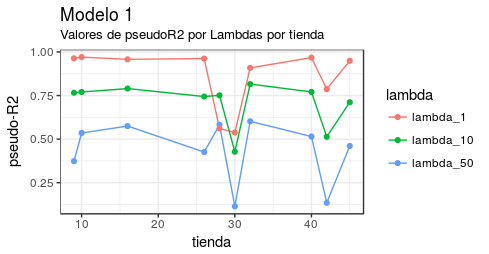 Modelo 1
Valores de pseudoR2 por Lambdas por tienda
1.00
0.75
0.50
0.25
pseudo-R2
10
20
30
40
tienda
lambda
lambda_1
lambda_10
lambda_50